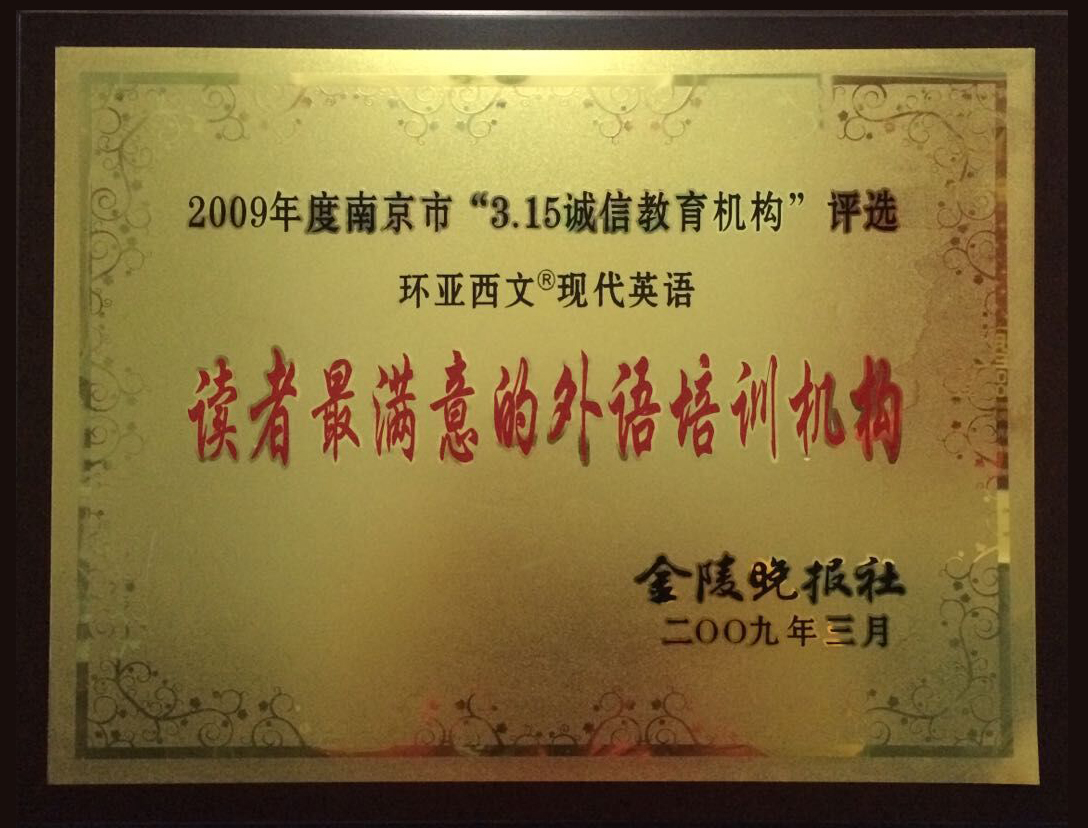 2009年度南京市“3.15诚信教育机构”评选
环亚西文®现代英语
读者最满意的外语培训机构
金陵晚报社
二〇〇九年三月